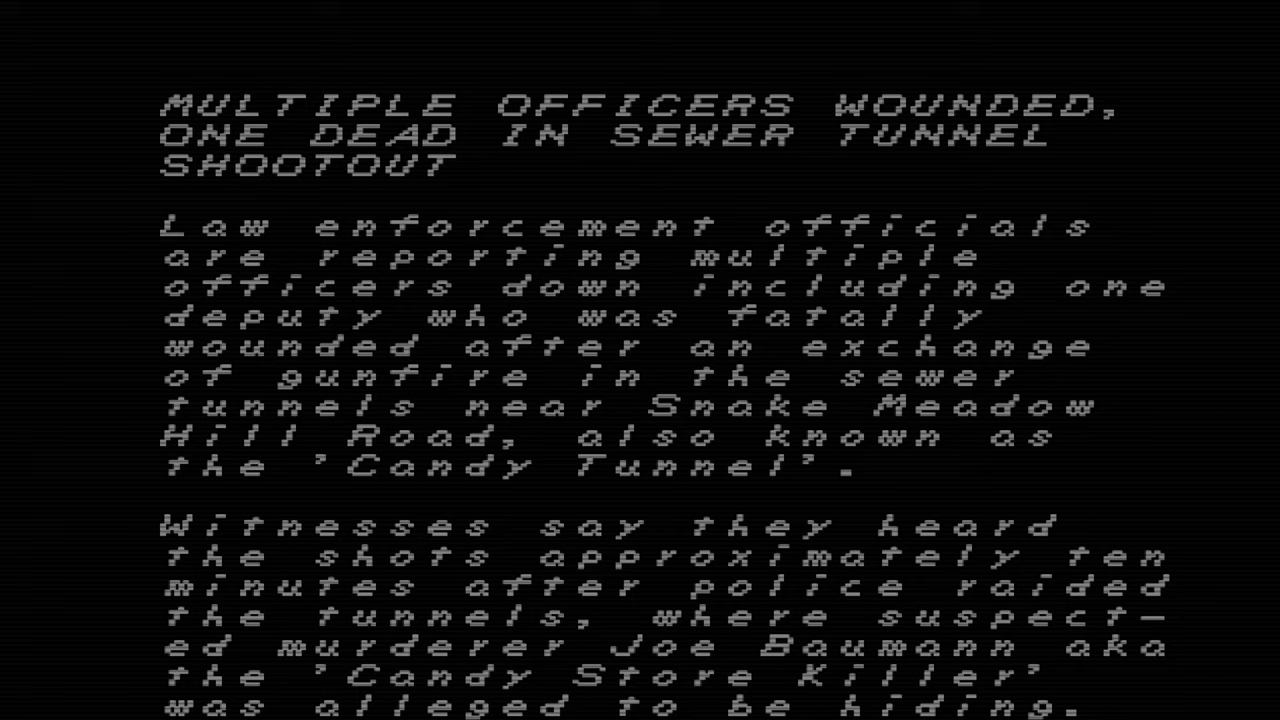 MULTIPLE OFFICERS WOUNDED,
ONE DEAD IN SEWER TUNNEL
SHOOTOUT
Law enforcement officials
are reporting multiple
officers down including one
deputy who was fatally
wounded after an exchange
of gunfire in the sewer
tunnels near Snake Meadow
Hill Road, also known as
the 'Candy Tunnel'.
Witnesses say they heard
the shots approximately ten
minutes after police raided
the tunnels, where suspect-
ed murderer Joe Baumann aka
the 'Candy Store Killer'
was alleged to be hiding.